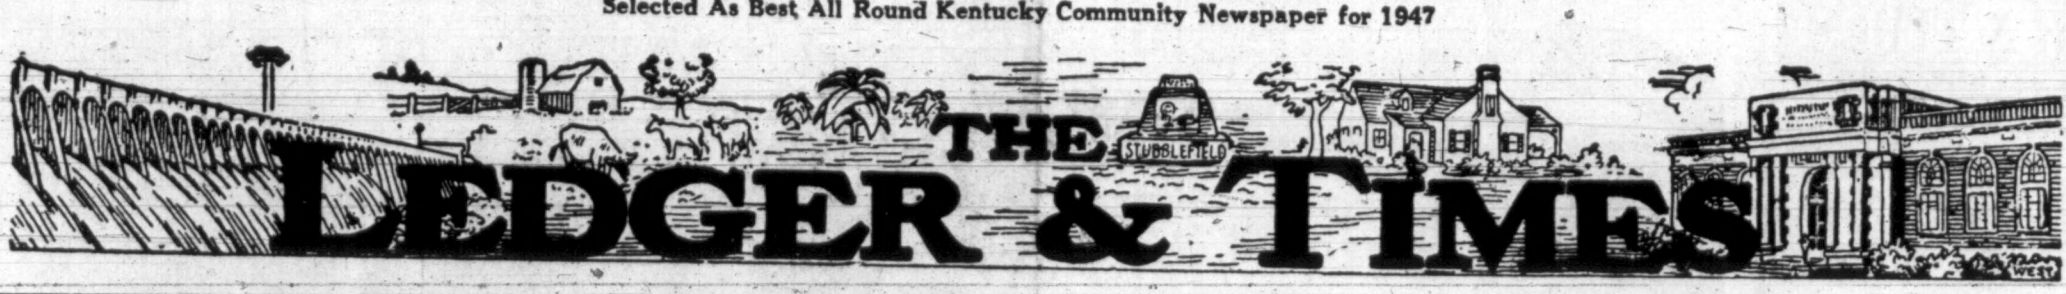 Selected As Best All Round Kentucky Community Newspaper for 1947
THE
STUBBLEFIELD
LEDGER & TIMES
WEST